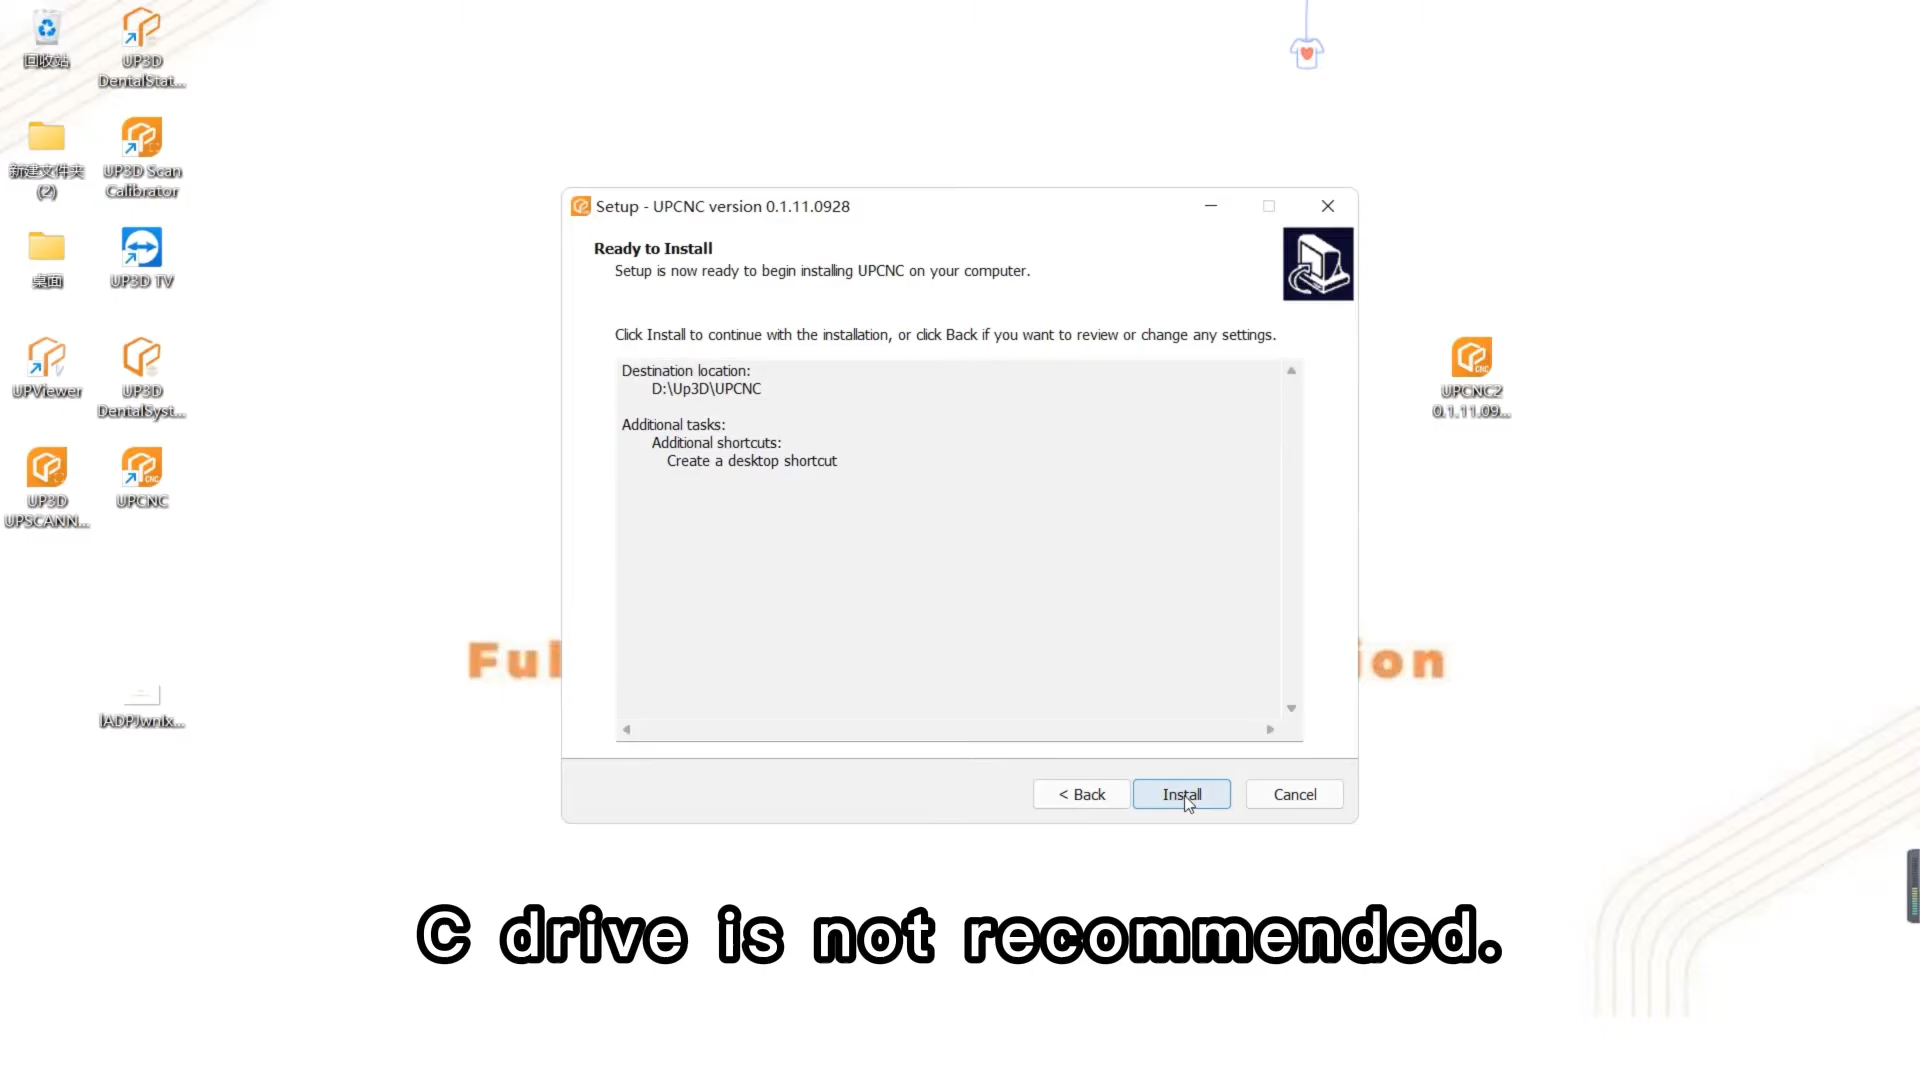 回收站
UP3D
DentalStat...
新建文件夹
(2)
UP3D Scan
Calibrator
桌面
UP3D TV
UPViewer
UP3D
DentalSyst...
UP3D
UPSCANN...
CNC
UPCNC
Setup - UPCNC version 0.1.11.0928
Ready to Install
Setup is now ready to begin installing UPCNC on your computer.
Click Install to continue with the installation, or click Back if you want to review or change any settings.
Destination location:
D:\Up3D\UPCNC
Additional tasks:
Additional shortcuts:
Create a desktop shortcut
< Back
Install
Cancel
CNC
UPCNC2
0.1.11.09...
Ful
ion
C drive is not recommended.